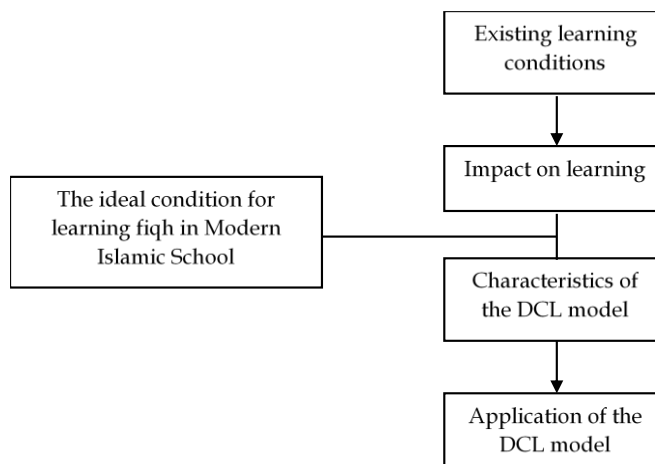 Existing learning
conditions
Impact on learning
The ideal condition for
learning fiqh in Modern
Islamic School
Characteristics of
the DCL model
Application of the
DCL model